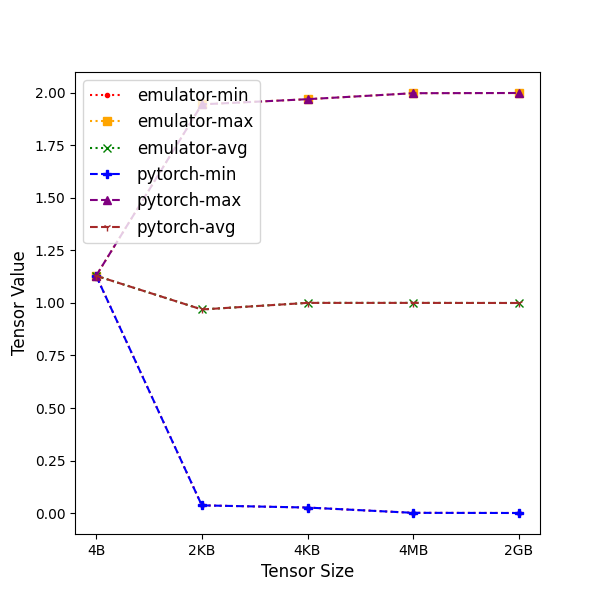 2.00
1.75
1.50
1.25
1.00
0.75
0.50
0.25
0.00
Tensor Value
emulator-min
emulator-max
emulator-avg
pytorch-min
pytorch-max
pytorch-avg
4B 2KB 4KB 4MB 2GB
Tensor Size